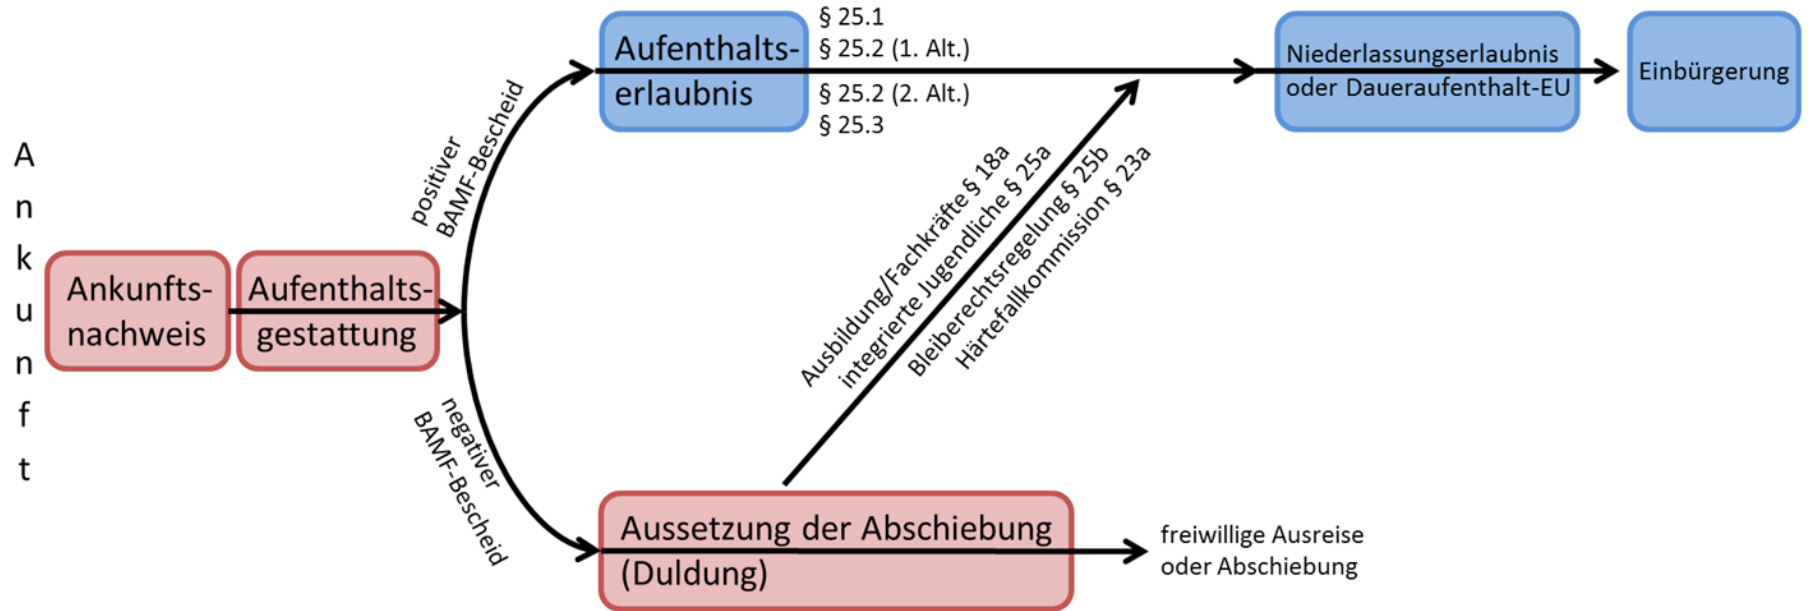 Ankunft
Ankunfts-
nachweis
Aufenthalts-
gestattung
positiver
BAMF-Bescheid
negativer
BAMF-Bescheid
Aufenthalts-
erlaubnis
§ 25.1
§ 25.2 (1. Alt.)
§ 25.2 (2. Alt.)
§ 25.3
Ausbildung/Fachkräfte § 18a
integrierte Jugendliche § 25a
Bleiberechtsregelung § 25b
Härtefallkommission § 23a
Niederlassungserlaubnis
oder Daueraufenthalt-EU
Einbürgerung
Aussetzung der Abschiebung
(Duldung)
freiwillige Ausreise
oder Abschiebung